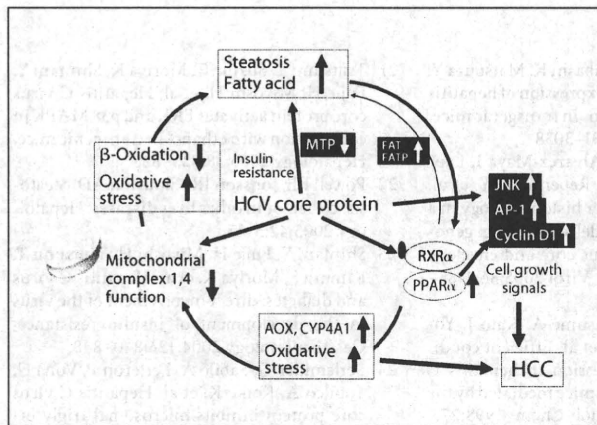 Steatosis
Fatty acid
MTP
FAT
FATP
β-Oxidation
Oxidative
stress
Insulin
resistance
HCV core protein
JNK
AP-1
Cyclin D1
RXRα
PPARα
Mitochondrial
complex 1,4
function
Cell-growth
signals
AOX, CYP4A1
Oxidative
stress
HCC